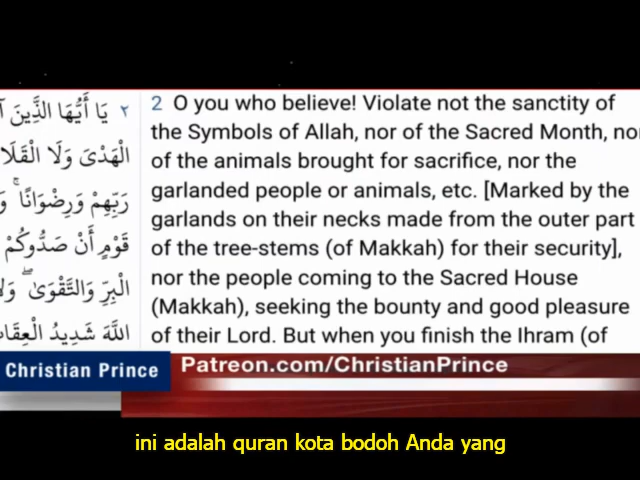 ٢ يَا أَيُّهَا الَّذِينَ
الْهَدْيَ وَلَا الْقَلَا
رَبِّهِمْ وَرِضْوَانًا ۚ
قَوْمٍ أَنْ صَدُّوكُمْ
الْبِرِّ وَالتَّقْوَىٰ ۖ وَلَا
اللَّهَ شَدِيدُ الْعِقَا
2 O you who believe! Violate not the sanctity of
the Symbols of Allah, nor of the Sacred Month, nor
of the animals brought for sacrifice, nor the
garlanded people or animals, etc. [Marked by the
garlands on their necks made from the outer part
of the tree-stems (of Makkah) for their security],
nor the people coming to the Sacred House
(Makkah), seeking the bounty and good pleasure
of their Lord. But when you finish the Ihram (of
Christian Prince
Patreon.com/ChristianPrince
ini adalah quran kota bodoh Anda yang